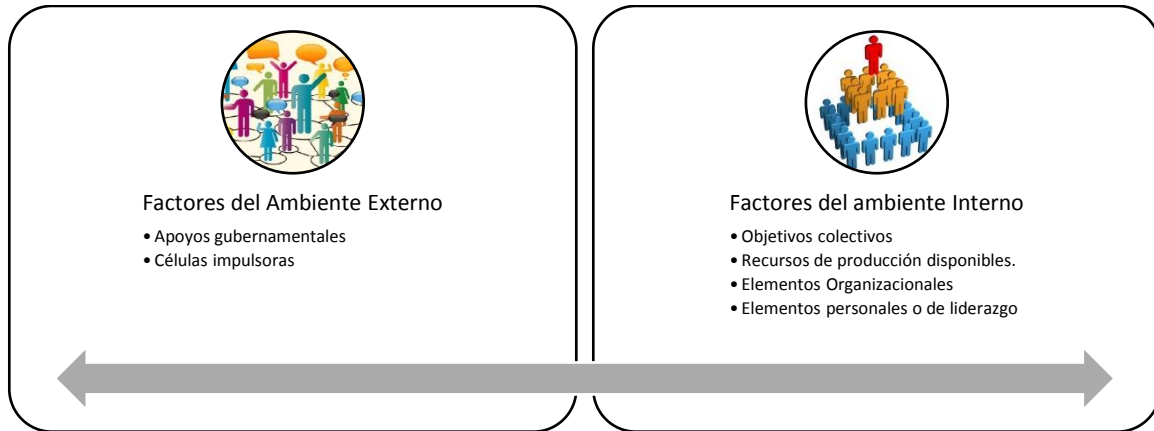 Factores del Ambiente Externo
• Apoyos gubernamentales
• Células impulsoras
Factores del ambiente Interno
• Objetivos colectivos
• Recursos de producción disponibles.
• Elementos Organizacionales
• Elementos personales o de liderazgo